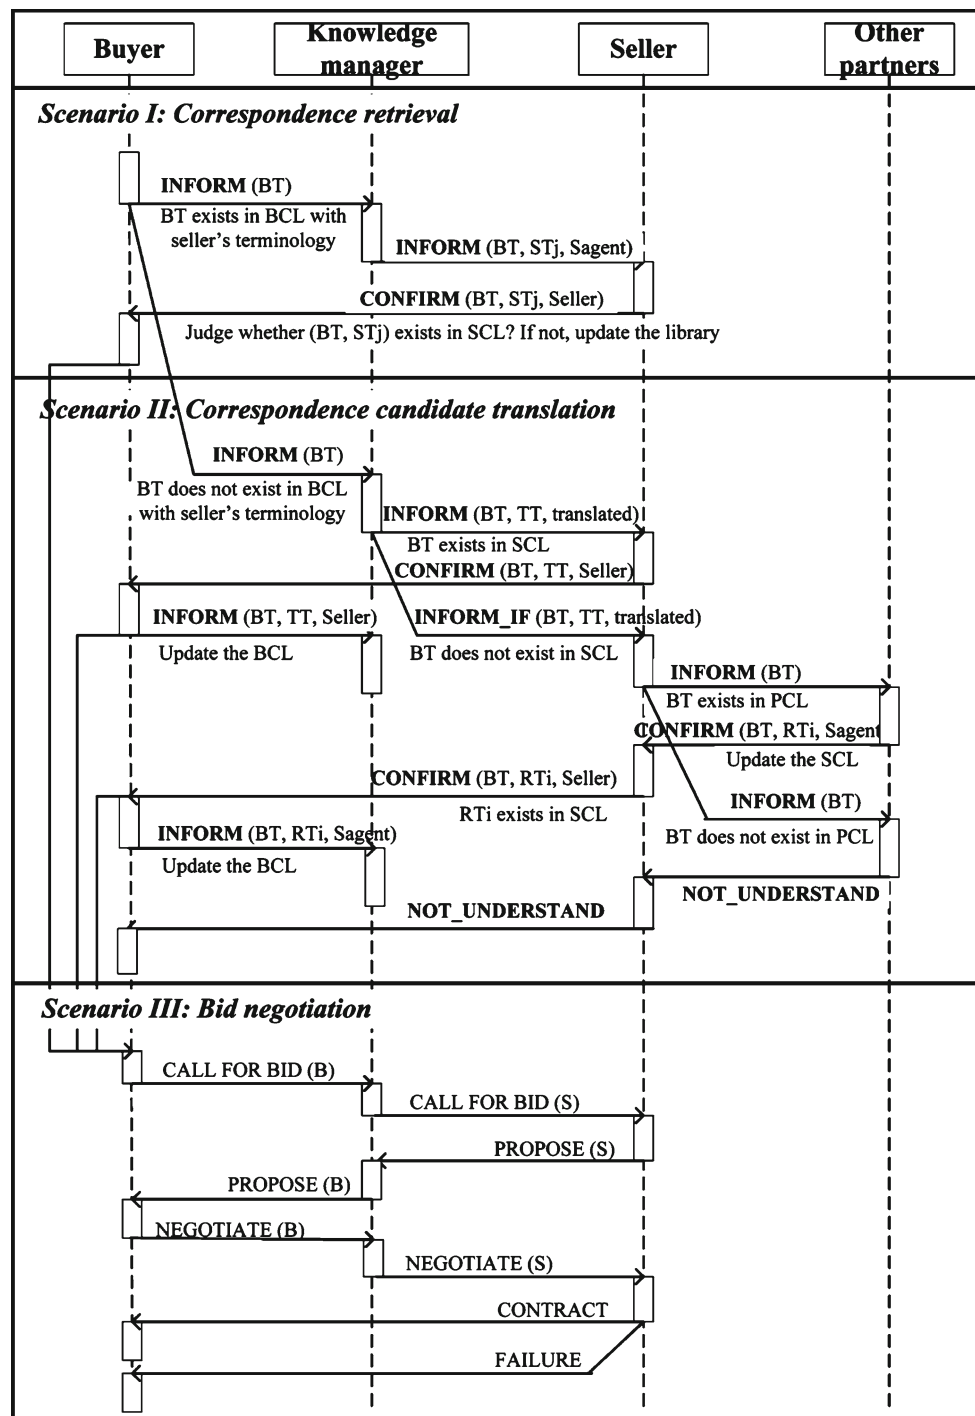 Buyer
Knowledge
manager
Seller
Other
partners
Scenario I: Correspondence retrieval
INFORM (BT)
BT exists in BCL with
seller's terminology
INFORM (BT, STj, Sagent)
CONFIRM (BT, STj, Seller)
Judge whether (BT, STj) exists in SCL? If not, update the library
Scenario II: Correspondence candidate translation
INFORM (BT)
BT does not exist in BCL
with seller's terminology
INFORM (BT, TT, translated)
BT exists in SCL
CONFIRM (BT, TT, Seller)
INFORM (BT, TT, Seller)
INFORM_IF (BT, TT, translated)
Update the BCL
BT does not exist in SCL
INFORM (BT)
BT exists in PCL
CONFIRM (BT, RTi, Sagent
Update the SCL
CONFIRM (BT, RTi, Seller)
RTi exists in SCL
INFORM (BT)
BT does not exist in PCL
INFORM (BT, RTi, Sagent)
Update the BCL
NOT_UNDERSTAND
NOT_UNDERSTAND
Scenario III: Bid negotiation
CALL FOR BID (B)
CALL FOR BID (S)
PROPOSE (S)
PROPOSE (B)
NEGOTIATE (B)
NEGOTIATE (S)
CONTRACT
FAILURE